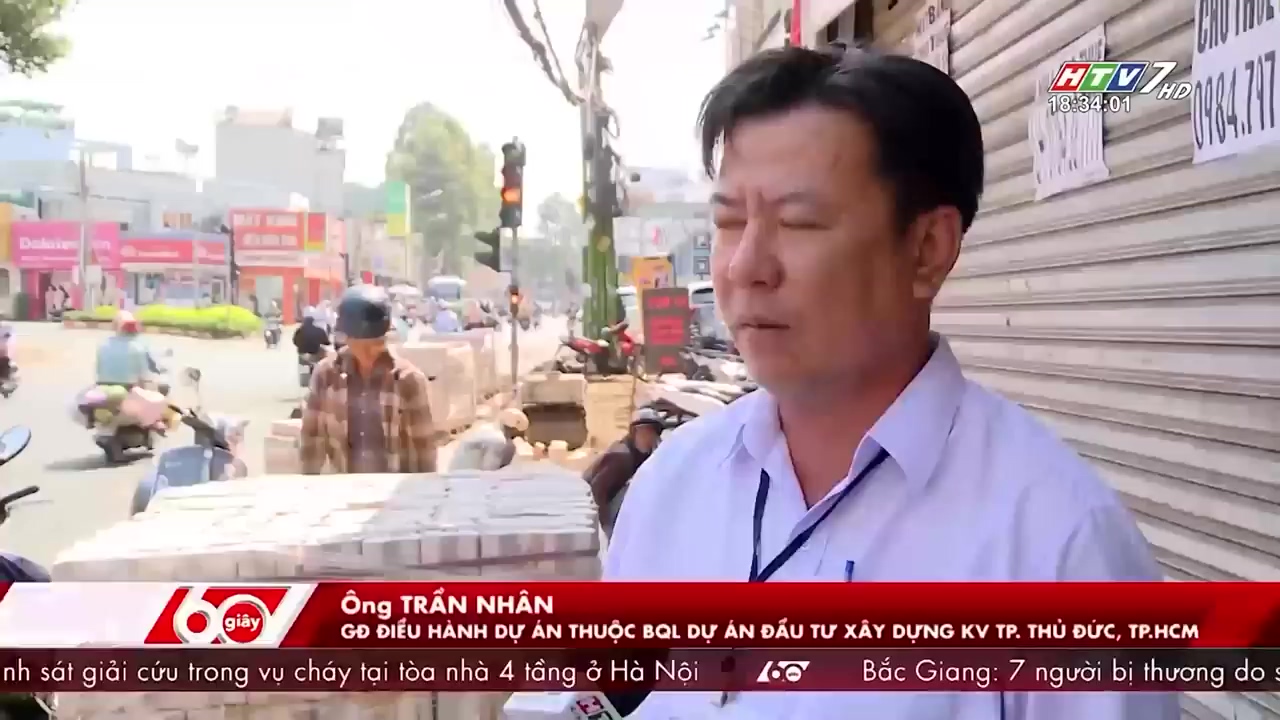 HTV7 HD
18:34:01
CHO THUÊ
0984.797
60 giây
Ông TRẦN NHÂN
GĐ ĐIỀU HÀNH DỰ ÁN THUỘC BQL DỰ ÁN ĐẦU TƯ XÂY DỰNG KV TP. THỦ ĐỨC, TP.HCM
nh sát giải cứu trong vụ cháy tại tòa nhà 4 tầng ở Hà Nội
60 giây
Bắc Giang: 7 người bị thương do s